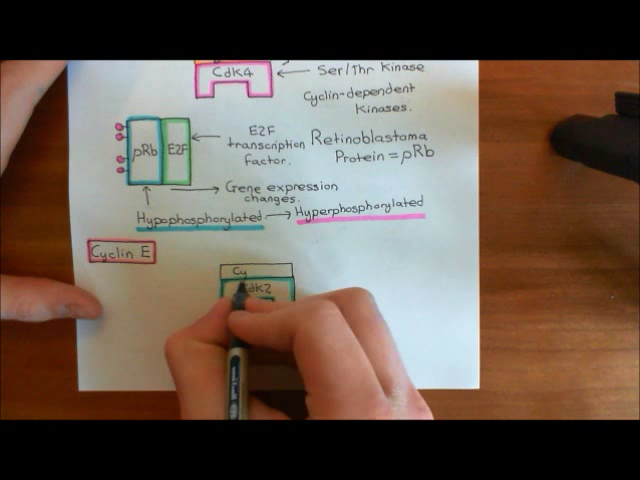 Cdk4
Ser/Thr Kinase
Cyclin-dependent
Kinases.
pRb
E2F
E2F
transcription
factor.
Retinoblastoma
Protein = pRb
Gene expression
changes.
Hypophosphorylated
Hyperphosphorylated
Cyclin E
Cy
Cdk2